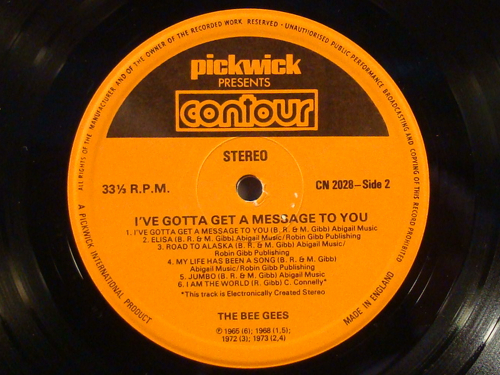 ALL RIGHTS OF THE MANUFACTURER AND OF THE OWNER OF THE RECORDED WORK RESERVED - UNAUTHORISED PUBLIC PERFORMANCE BROADCASTING AND COPYING OF THIS RECORD PROHIBITED
pickwick
PRESENTS
contour
STEREO
33⅓ R.P.M.
CN 2028-Side 2
I'VE GOTTA GET A MESSAGE TO YOU
1. I'VE GOTTA GET A MESSAGE TO YOU (B. R. & M. Gibb) Abigail Music
2. ELISA (B. R. & M. Gibb) Abigail Music/Robin Gibb Publishing
3. ROAD TO ALASKA (B. R. & M. Gibb) Abigail Music/
Robin Gibb Publishing
4. MY LIFE HAS BEEN A SONG (B. R. & M. Gibb)
Abigail Music/Robin Gibb Publishing
5. JUMBO (B. R. & M. Gibb) Abigail Music
6. I AM THE WORLD (R. Gibb) C. Connelly*
*This track is Electronically Created Stereo
THE BEE GEES
℗ 1965 (6); 1968 (1,5);
1972 (3); 1973 (2,4)
A PICKWICK INTERNATIONAL PRODUCT
MADE IN ENGLAND